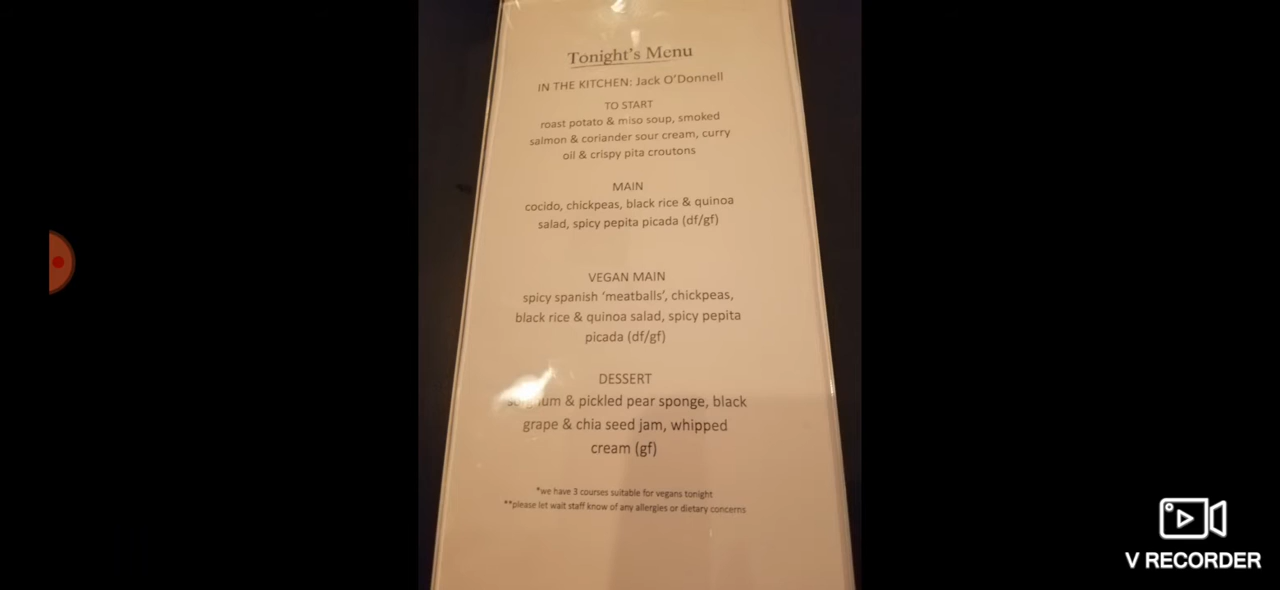 Tonight's Menu
IN THE KITCHEN: Jack O'Donnell
TO START
roast potato & miso soup, smoked
salmon & coriander sour cream, curry
oil & crispy pita croutons
MAIN
cocido, chickpeas, black rice & quinoa
salad, spicy pepita picada (df/gf)
VEGAN MAIN
spicy spanish 'meatballs', chickpeas,
black rice & quinoa salad, spicy pepita
picada (df/gf)
DESSERT
& pickled pear sponge, black
grape & chia seed jam, whipped
cream (gf)
*we have 3 courses suitable for vegans tonight
**please let wait staff know of any allergies or dietary concerns
V RECORDER